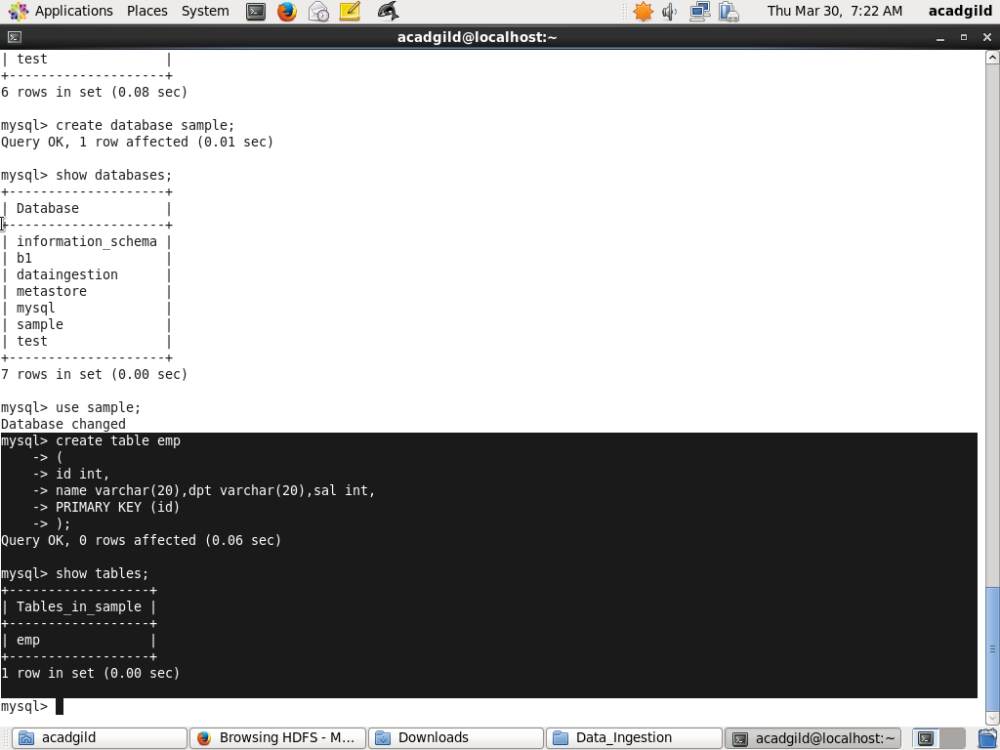 Applications Places System Thu Mar 30, 7:22 AM acadgild
acadgild@localhost:~
| test               |
+--------------------+
6 rows in set (0.08 sec)
mysql> create database sample;
Query OK, 1 row affected (0.01 sec)
mysql> show databases;
+--------------------+
| Database           |
+--------------------+
| information_schema |
| b1                 |
| dataingestion      |
| metastore          |
| mysql              |
| sample             |
| test               |
+--------------------+
7 rows in set (0.00 sec)
mysql> use sample;
Database changed
mysql> create table emp
    -> (
    -> id int,
    -> name varchar(20),dpt varchar(20),sal int,
    -> PRIMARY KEY (id)
    -> );
Query OK, 0 rows affected (0.06 sec)
mysql> show tables;
+------------------+
| Tables_in_sample |
+------------------+
| emp              |
+------------------+
1 row in set (0.00 sec)
mysql>
acadgild Browsing HDFS - M... Downloads Data_Ingestion acadgild@localhost:~